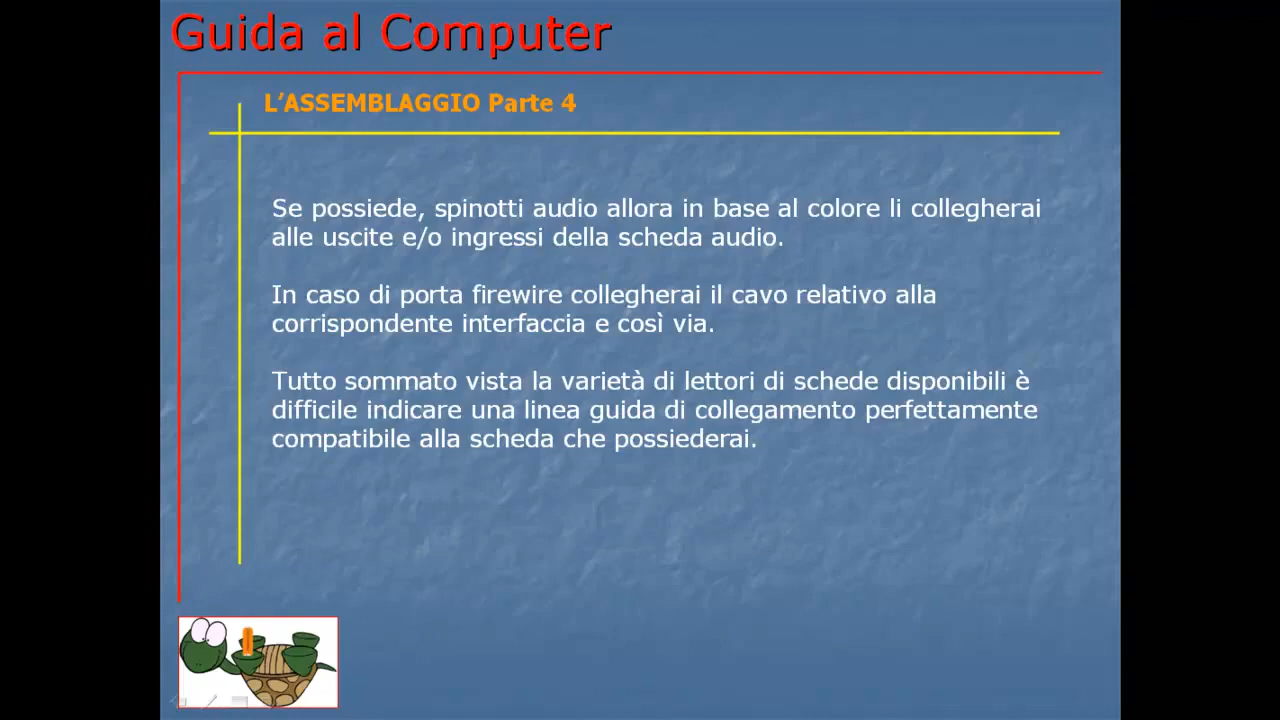 Guida al Computer
L’ASSEMBLAGGIO Parte 4
Se possiede, spinotti audio allora in base al colore li collegherai
alle uscite e/o ingressi della scheda audio.
In caso di porta firewire collegherai il cavo relativo alla
corrispondente interfaccia e così via.
Tutto sommato vista la varietà di lettori di schede disponibili è
difficile indicare una linea guida di collegamento perfettamente
compatibile alla scheda che possiederai.